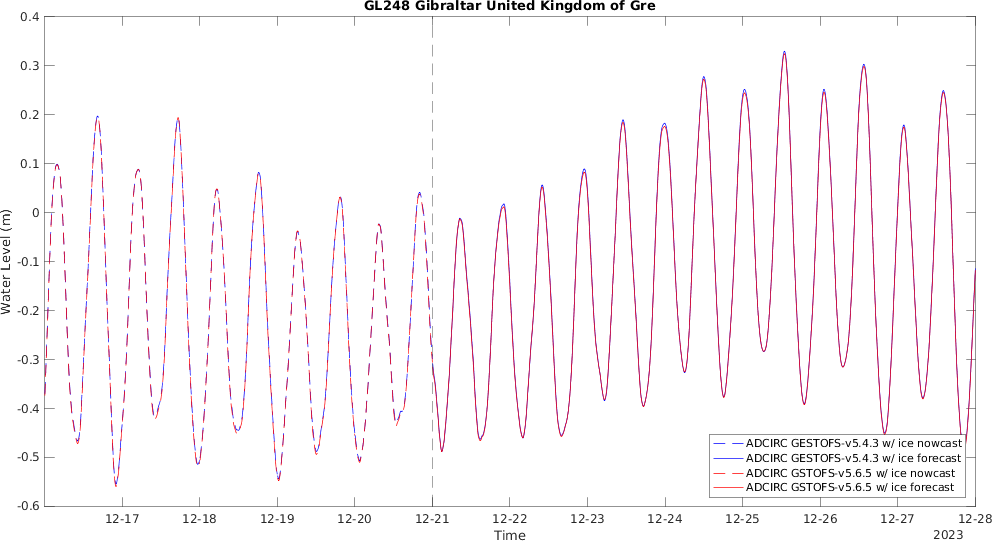 GL248 Gibraltar United Kingdom of Gre
Water Level (m)
0.4
0.3
0.2
0.1
0
-0.1
-0.2
-0.3
-0.4
-0.5
-0.6
ADCIRC GESTOFS-v5.4.3 w/ ice nowcast
ADCIRC GESTOFS-v5.4.3 w/ ice forecast
ADCIRC GSTOFS-v5.6.5 w/ ice nowcast
ADCIRC GSTOFS-v5.6.5 w/ ice forecast
12-17 12-18 12-19 12-20 12-21 12-22 12-23 12-24 12-25 12-26 12-27 12-28
Time
2023